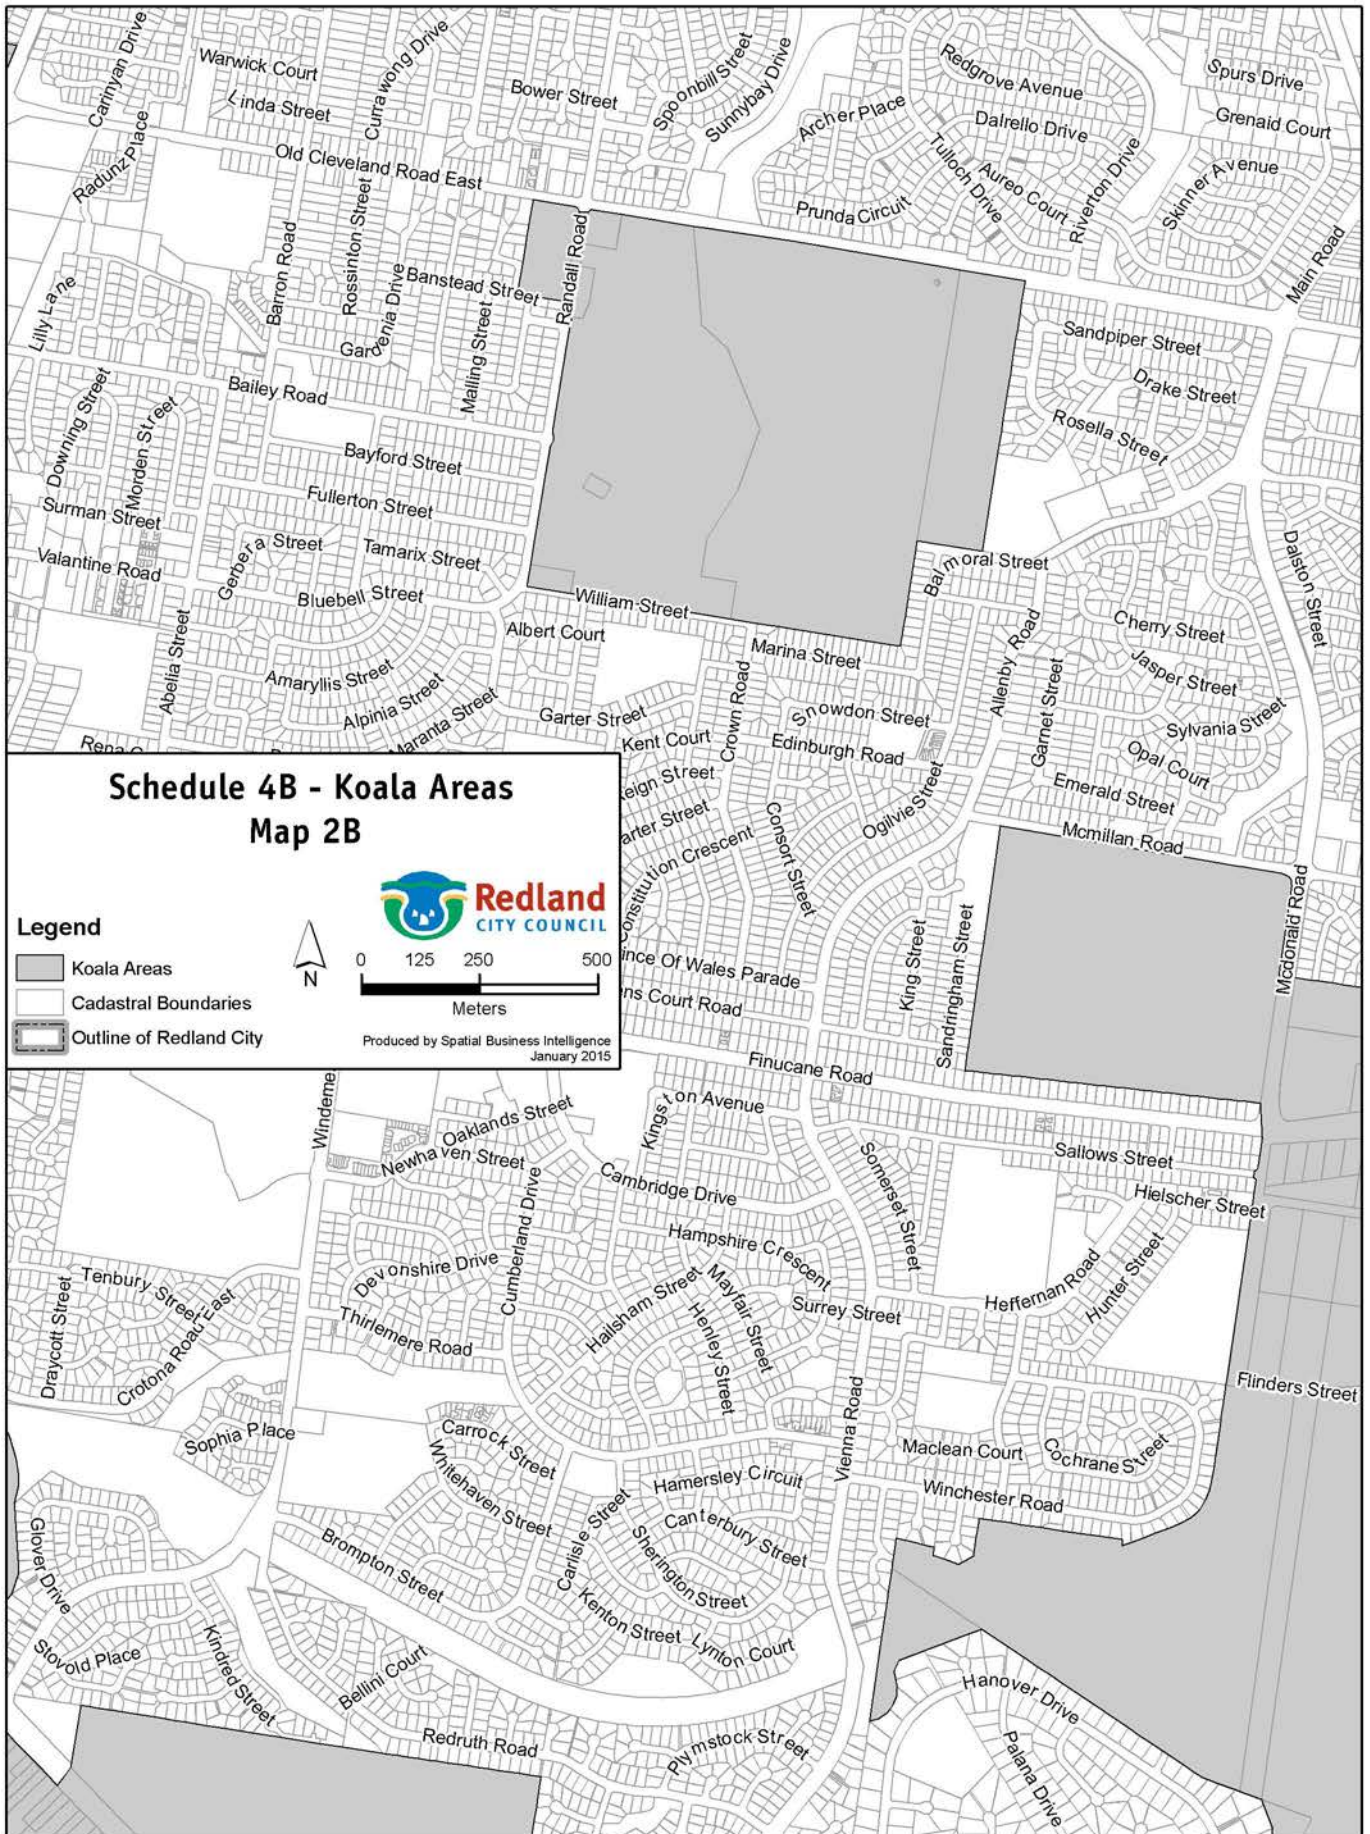 Carinyan Drive
Warwick Court
Linda Street
Currawong Drive
Bower Street
Spoonbill Street
Sunnybay Drive
Redgrove Avenue
Archer Place
Dalrello Drive
Spurs Drive
Grenaid Court
Radunz Place
Old Cleveland Road East
Tulloch Drive
Aureo Court
Riverton Drive
Skinner Avenue
Prunda Circuit
Main Road
Barron Road
Rossinton Street
Gardenia Drive
Banstead Street
Randall Road
Lilly Lane
Malling Street
Sandpiper Street
Drake Street
Rosella Street
Bailey Road
Downing Street
Morden Street
Bayford Street
Fullerton Street
Surman Street
Gerbera Street
Tamarix Street
Valantine Road
Bluebell Street
Balmoral Street
Dalston Street
William Street
Albert Court
Marina Street
Cherry Street
Jasper Street
Abelia Street
Amaryllis Street
Alpinia Street
Maranta Street
Garter Street
Crown Road
Snowdon Street
Allenby Road
Garnet Street
Sylvania Street
Kent Court
Edinburgh Road
Opal Court
Rena C
Schedule 4B - Koala Areas
Map 2B
Redland
CITY COUNCIL
Legend
Koala Areas
Cadastral Boundaries
Outline of Redland City
N
0 125 250 500
Meters
Produced by Spatial Business Intelligence
January 2015
eign Street
arter Street
Constitution Crescent
Consort Street
Ogilvie Street
Emerald Street
Mcmillan Road
Mcdonald Road
King Street
Sandringham Street
ince Of Wales Parade
ens Court Road
Finucane Road
Windeme
Oaklands Street
Kingston Avenue
Newhaven Street
Cumberland Drive
Cambridge Drive
Somerset Street
Sallows Street
Hielscher Street
Hampshire Crescent
Devonshire Drive
Tenbury Street
Draycott Street
Crotona Road East
Thirlemere Road
Hailsham Street
Mayfair Street
Henley Street
Surrey Street
Heffernan Road
Hunter Street
Flinders Street
Sophia Place
Carrock Street
Whitehaven Street
Vienna Road
Maclean Court
Cochrane Street
Hamersley Circuit
Winchester Road
Canterbury Street
Carlisle Street
Sherington Street
Glover Drive
Brompton Street
Kenton Street
Lynton Court
Stovold Place
Kindred Street
Bellini Court
Redruth Road
Plymstock Street
Hanover Drive
Palana Drive